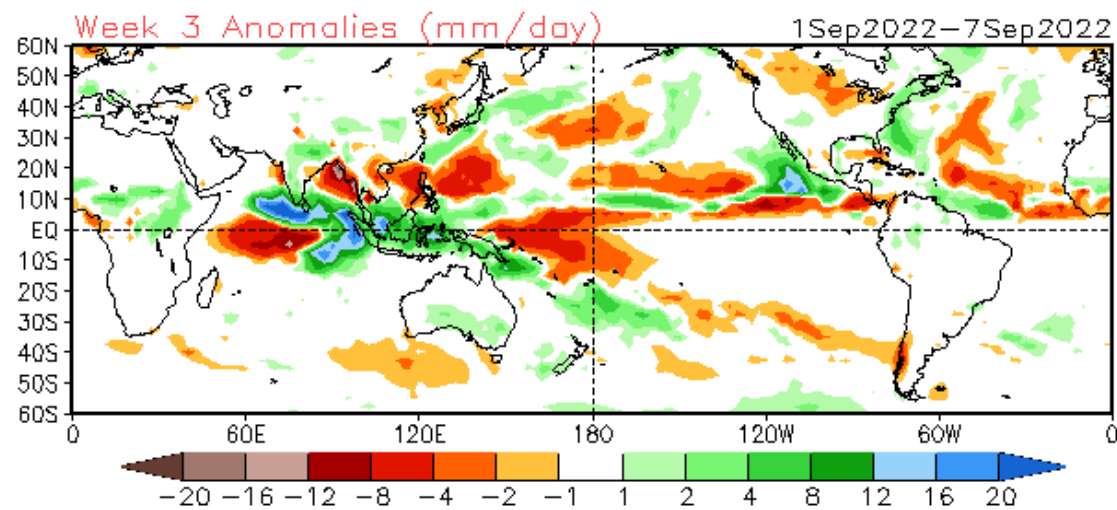 Week 3 Anomalies (mm/day) 1Sep2022-7Sep2022
60N
50N
40N
30N
20N
10N
EQ
10S
20S
30S
40S
50S
60S
0 60E 120E 180 120W 60W 0
-20 -16 -12 -8 -4 -2 -1 1 2 4 8 12 16 20